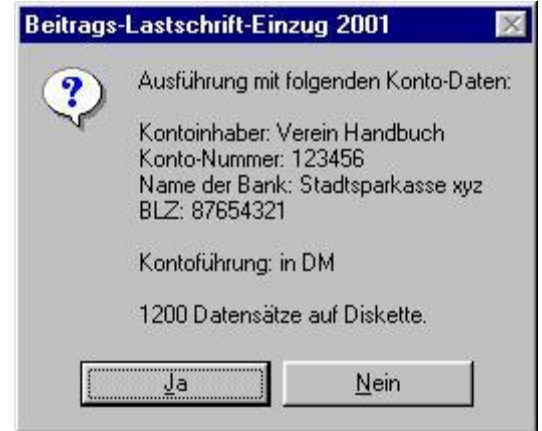 Beitrags-Lastschrift-Einzug 2001
Ausführung mit folgenden Konto-Daten:
Kontoinhaber: Verein Handbuch
Konto-Nummer: 123456
Name der Bank: Stadtsparkasse xyz
BLZ: 87654321
Kontoführung: in DM
1200 Datensätze auf Diskette.
Ja
Nein